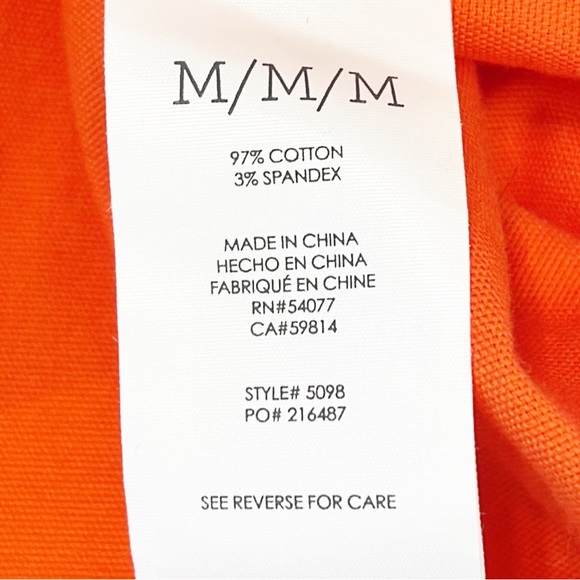 M/M/M
97% COTTON
3% SPANDEX
MADE IN CHINA
HECHO EN CHINA
FABRIQUÉ EN CHINE
RN#54077
CA#59814
STYLE# 5098
PO# 216487
SEE REVERSE FOR CARE